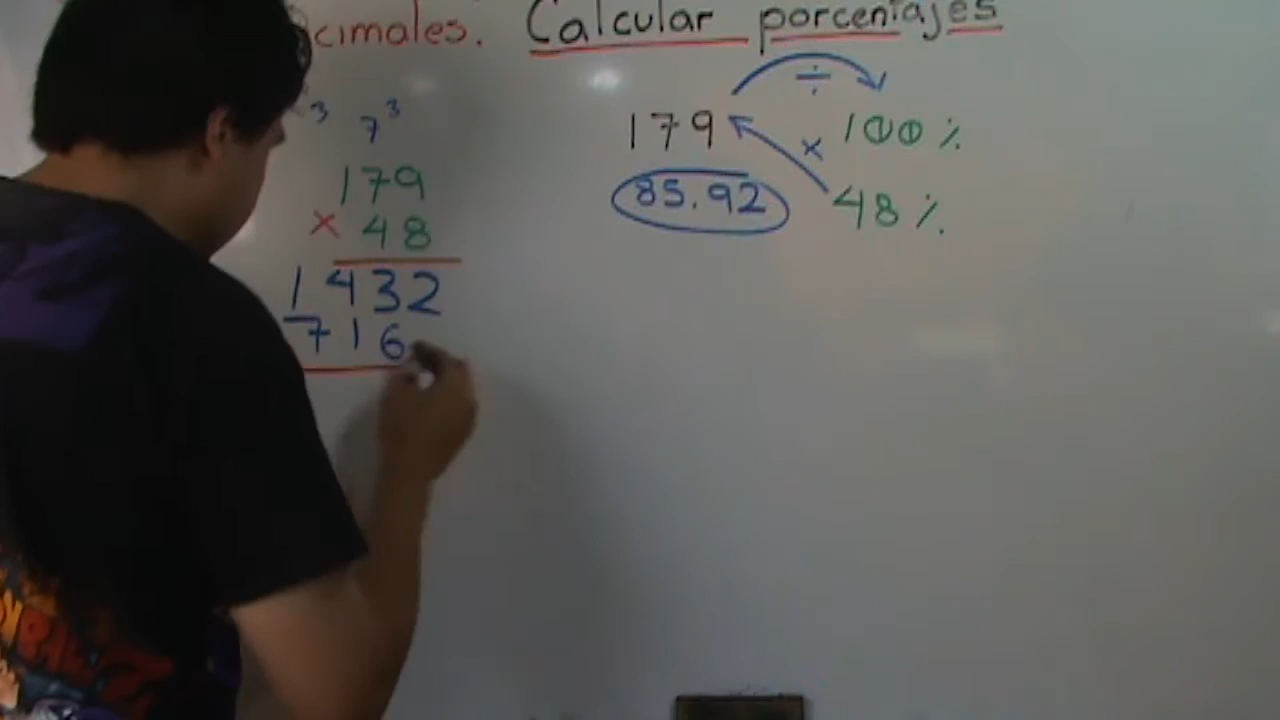 cimales. Calcular porcentajes
3 7 3
179
× 48
1432
716
÷
179 100 %
×
85.92 48 %